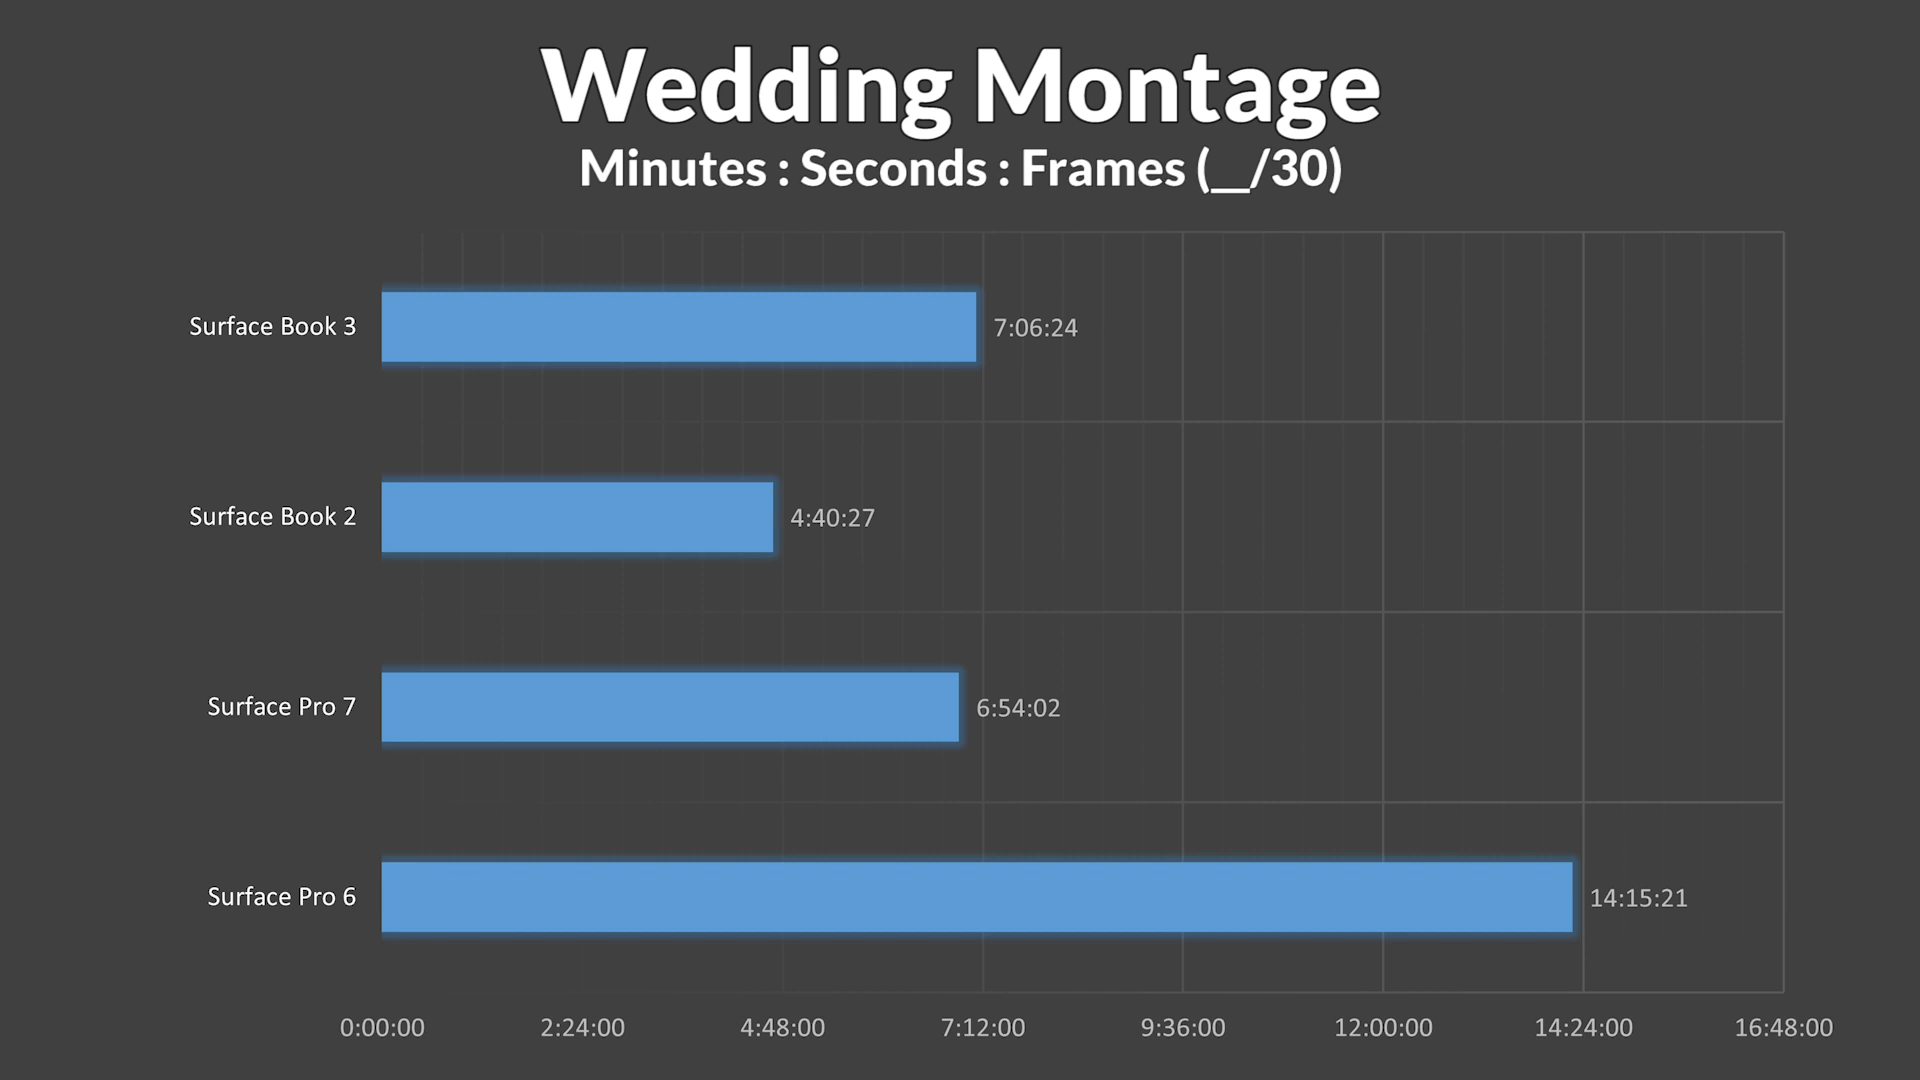 Wedding Montage
Minutes : Seconds : Frames (__/30)
Surface Book 3
7:06:24
Surface Book 2
4:40:27
Surface Pro 7
6:54:02
Surface Pro 6
14:15:21
0:00:00 2:24:00 4:48:00 7:12:00 9:36:00 12:00:00 14:24:00 16:48:00